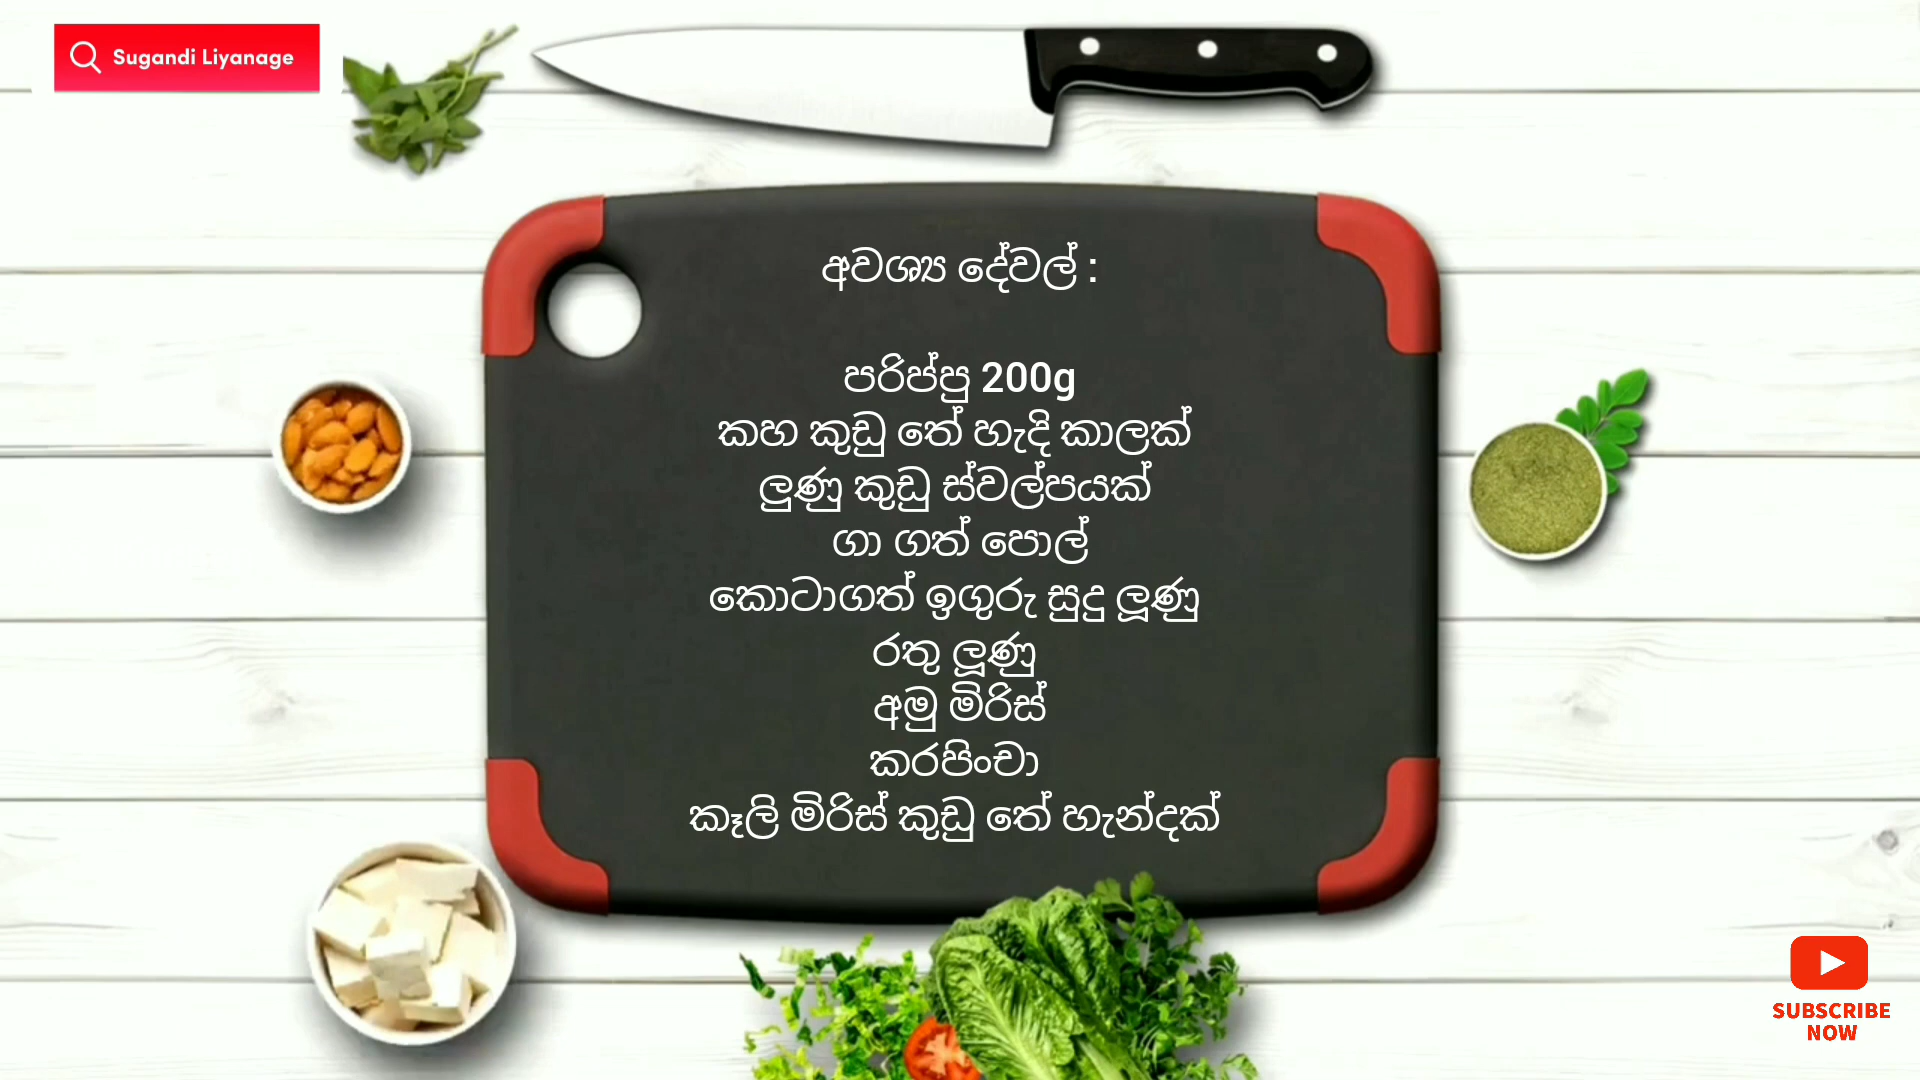 Sugandi Liyanage
අවශ්‍ය දේවල් :
පරිප්පු 200g
කහ කුඩු තේ හැදි කාලක්
ලුණු කුඩු ස්වල්පයක්
ගා ගත් පොල්
කොටාගත් ඉගුරු සුදු ලූණු
රතු ලූණු
අමු මිරිස්
කරපිංචා
කෑලි මිරිස් කුඩු තේ හැන්දක්
SUBSCRIBE
NOW